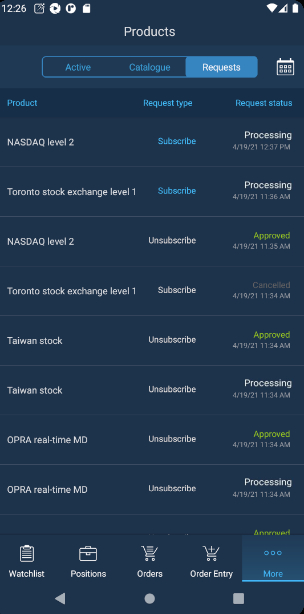 12:26
Products
Active Catalogue Requests
Product Request type Request status
NASDAQ level 2 Subscribe Processing
4/19/21 12:37 PM
Toronto stock exchange level 1 Subscribe Processing
4/19/21 11:36 AM
NASDAQ level 2 Unsubscribe Approved
4/19/21 11:35 AM
Toronto stock exchange level 1 Subscribe Cancelled
4/19/21 11:34 AM
Taiwan stock Unsubscribe Approved
4/19/21 11:34 AM
Taiwan stock Unsubscribe Processing
4/19/21 11:34 AM
OPRA real-time MD Unsubscribe Approved
4/19/21 11:34 AM
OPRA real-time MD Unsubscribe Processing
4/19/21 11:34 AM
Approved
Watchlist Positions Orders Order Entry More